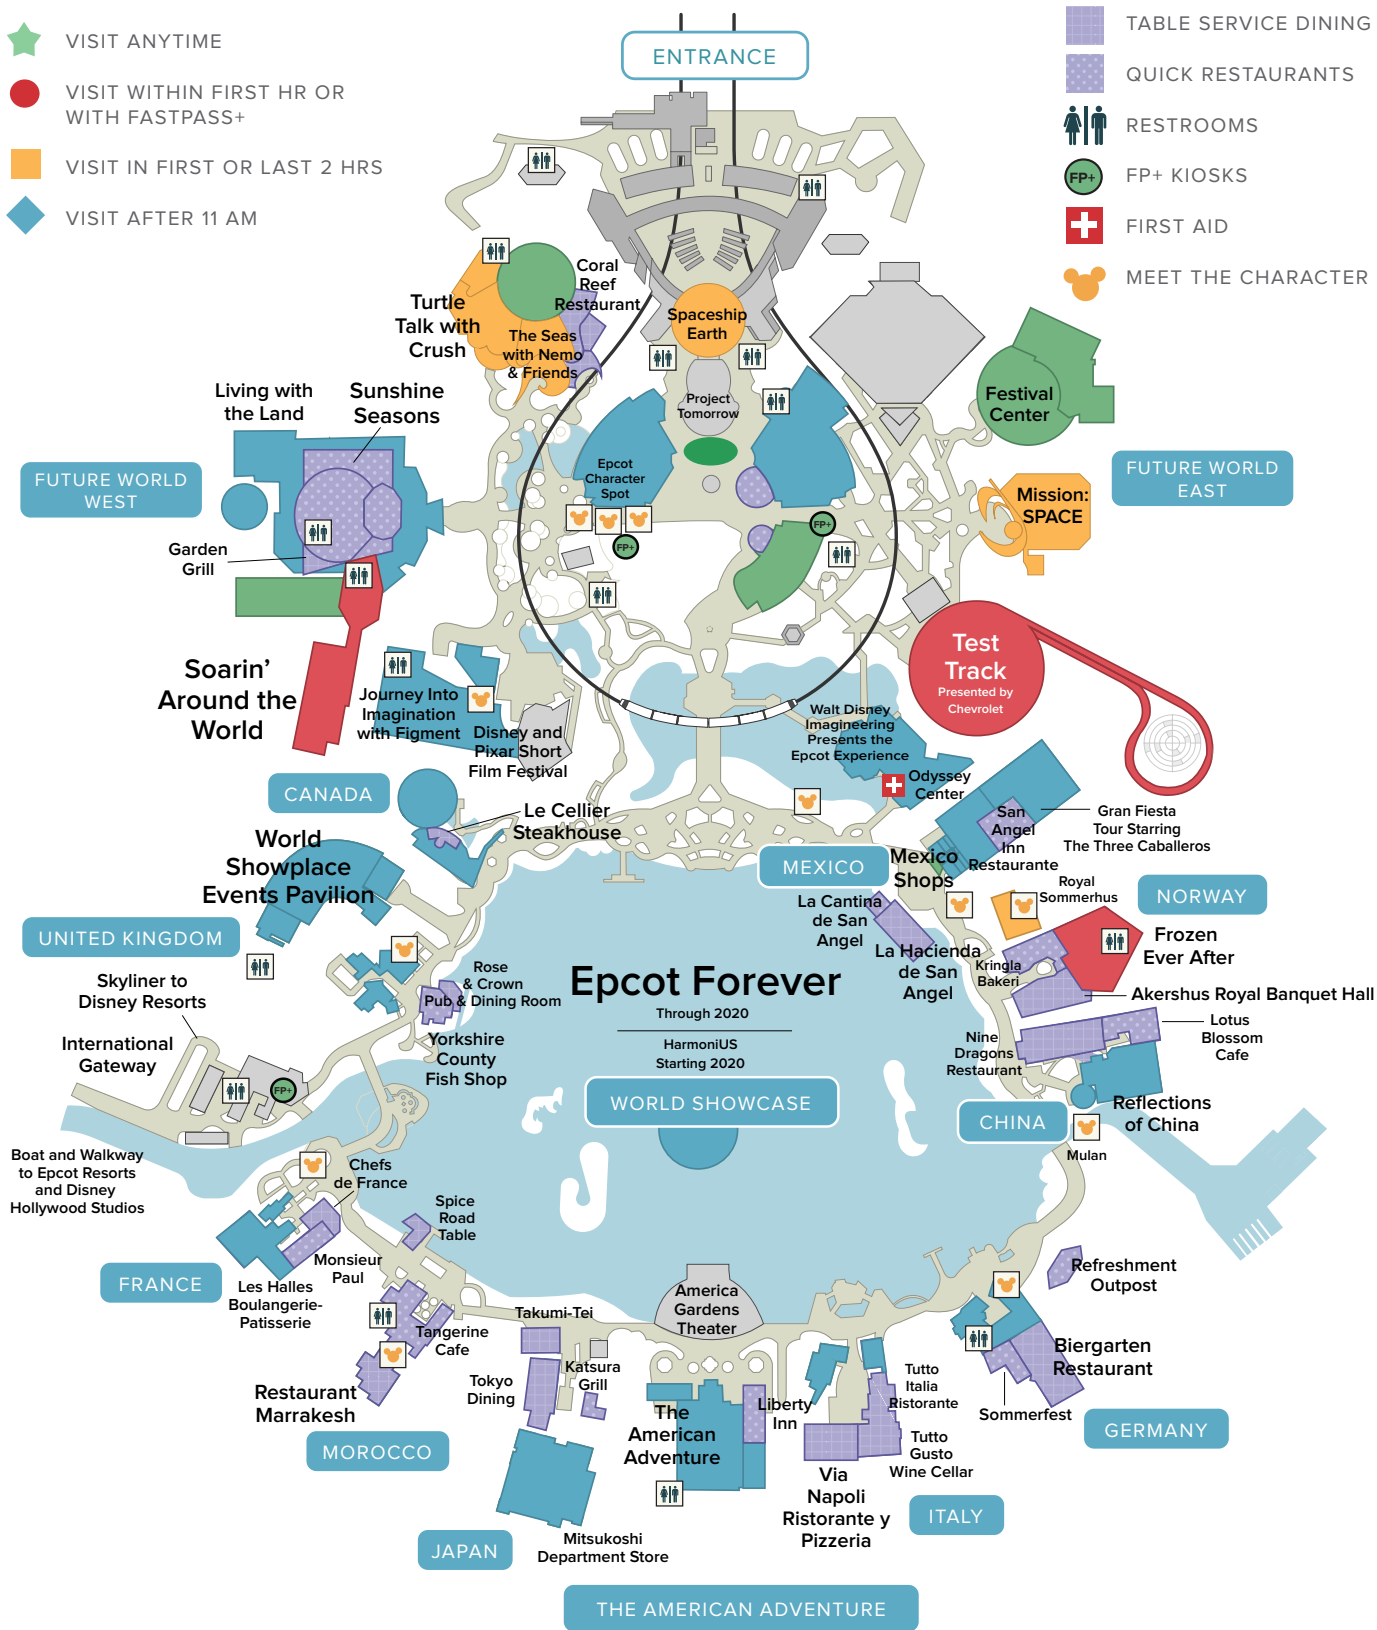 ENTRANCE
VISIT ANYTIME
VISIT WITHIN FIRST HR OR
WITH FASTPASS+
VISIT IN FIRST OR LAST 2 HRS
VISIT AFTER 11 AM
TABLE SERVICE DINING
QUICK RESTAURANTS
RESTROOMS
FP+
FP+ KIOSKS
FIRST AID
MEET THE CHARACTER
Coral
Reef
Restaurant
Turtle
Talk with
Crush
The Seas
with Nemo
& Friends
Spaceship
Earth
Project
Tomorrow
Festival
Center
Living with
the Land
Sunshine
Seasons
FUTURE WORLD
WEST
FUTURE WORLD
EAST
Epcot
Character
Spot
FP+
FP+
Mission:
SPACE
Garden
Grill
Soarin’
Around the
World
Journey Into
Imagination
with Figment
Disney and
Pixar Short
Film Festival
Test
Track
Presented by
Chevrolet
Walt Disney
Imagineering
Presents the
Epcot Experience
Odyssey
Center
CANADA
Le Cellier
Steakhouse
World
Showplace
Events Pavilion
San
Angel
Inn
Restaurante
Gran Fiesta
Tour Starring
The Three Caballeros
MEXICO
Mexico
Shops
La Cantina
de San
Angel
La Hacienda
de San
Angel
Royal
Sommerhus
NORWAY
Frozen
Ever After
Kringla
Bakeri
Akershus Royal Banquet Hall
UNITED KINGDOM
Skyliner to
Disney Resorts
Rose
& Crown
Pub & Dining Room
Yorkshire
County
Fish Shop
International
Gateway
FP+
Epcot Forever
Through 2020
HarmoniUS
Starting 2020
WORLD SHOWCASE
Nine
Dragons
Restaurant
Lotus
Blossom
Cafe
CHINA
Reflections
of China
Mulan
Boat and Walkway
to Epcot Resorts
and Disney
Hollywood Studios
Chefs
de France
Spice
Road
Table
FRANCE
Monsieur
Paul
Les Halles
Boulangerie-
Patisserie
Refreshment
Outpost
America
Gardens
Theater
Takumi-Tei
Tangerine
Cafe
Restaurant
Marrakesh
MOROCCO
Tokyo
Dining
Katsura
Grill
The
American
Adventure
Liberty
Inn
Tutto
Italia
Ristorante
Tutto
Gusto
Wine Cellar
Biergarten
Restaurant
Sommerfest
GERMANY
Via
Napoli
Ristorante y
Pizzeria
ITALY
JAPAN
Mitsukoshi
Department Store
THE AMERICAN ADVENTURE